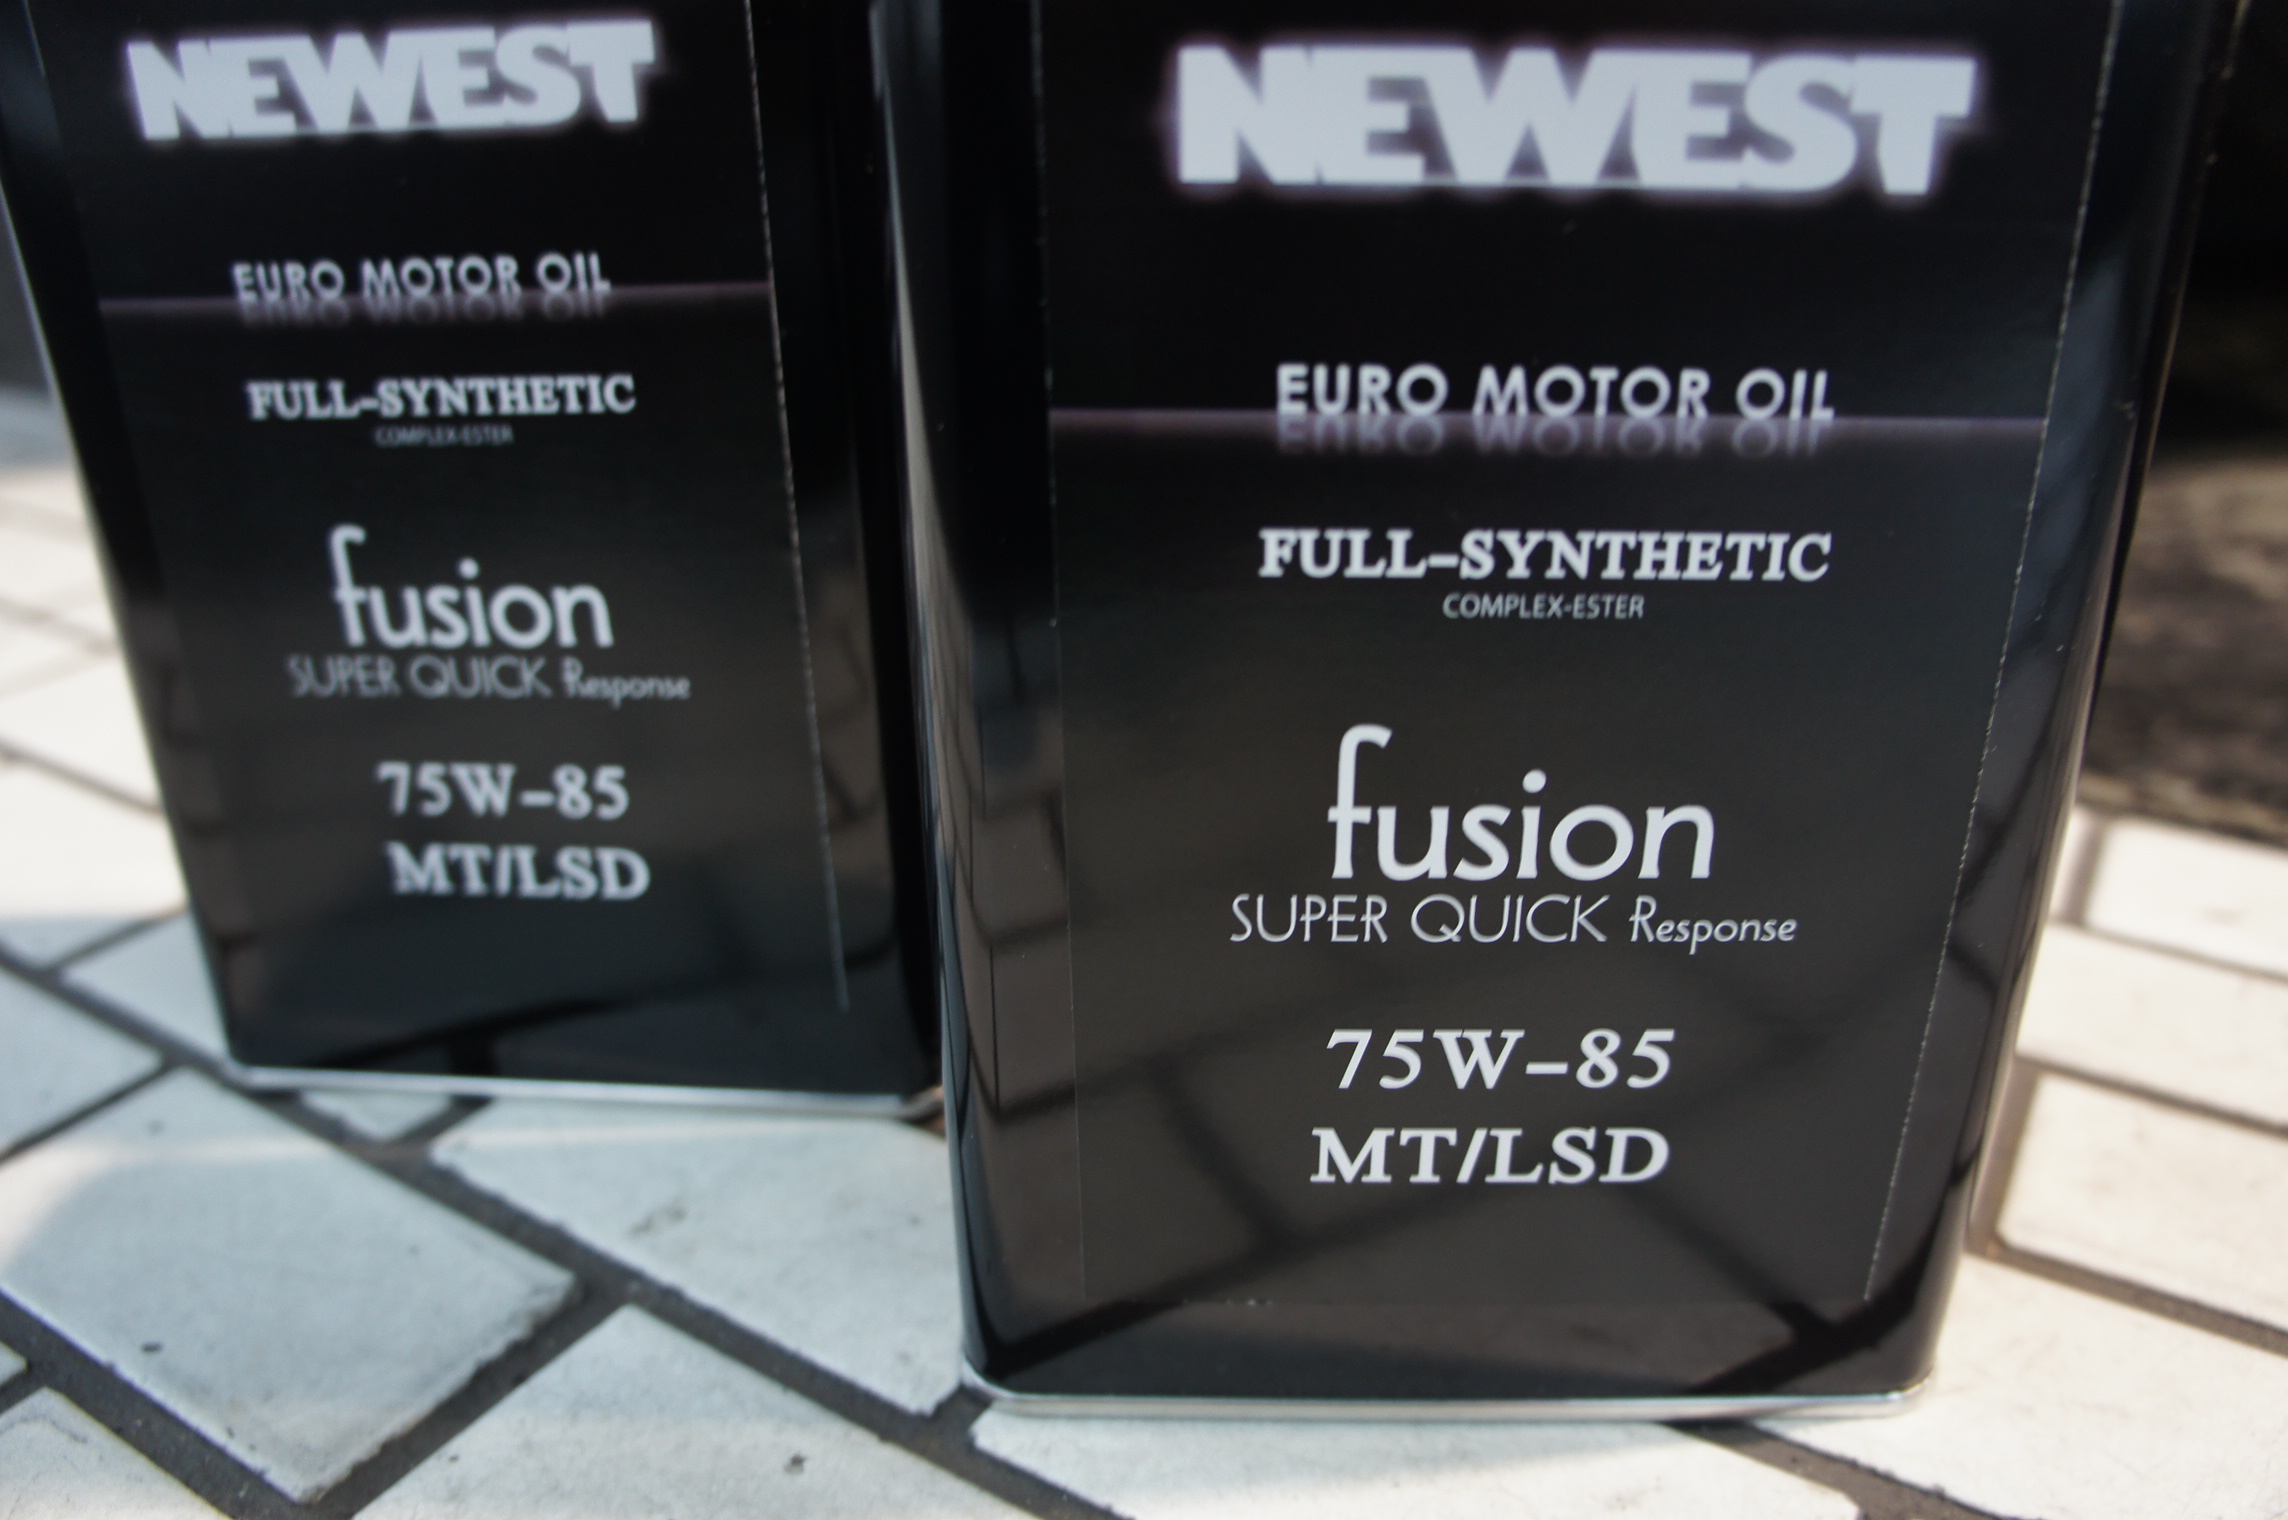 NEWEST
EURO MOTOR OIL
FULL-SYNTHETIC
COMPLEX-ESTER
fusion
SUPER QUICK Response
75W-85
MT/LSD
NEWEST
EURO MOTOR OIL
FULL-SYNTHETIC
COMPLEX-ESTER
fusion
SUPER QUICK Response
75W-85
MT/LSD